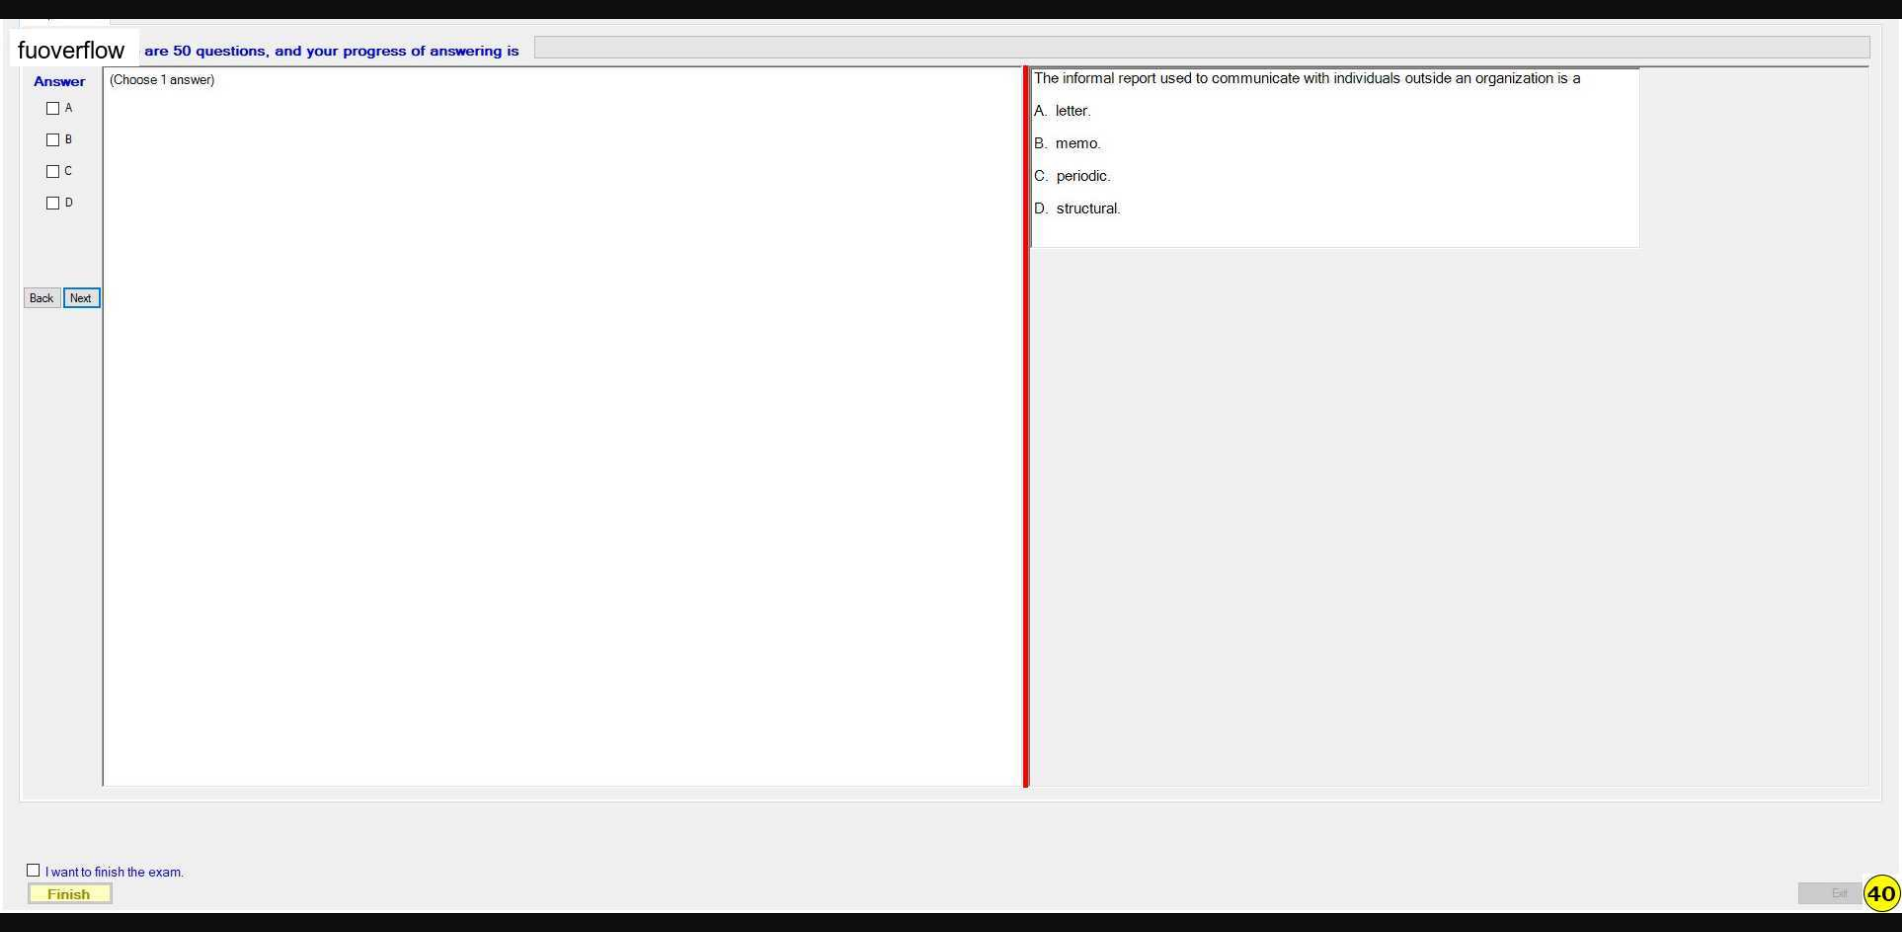 fuoverflow are 50 questions, and your progress of answering is
Answer
A
B
C
D
Back Next
(Choose 1 answer)
The informal report used to communicate with individuals outside an organization is a
A. letter.
B. memo.
C. periodic.
D. structural.
I want to finish the exam.
Finish
Exit
40